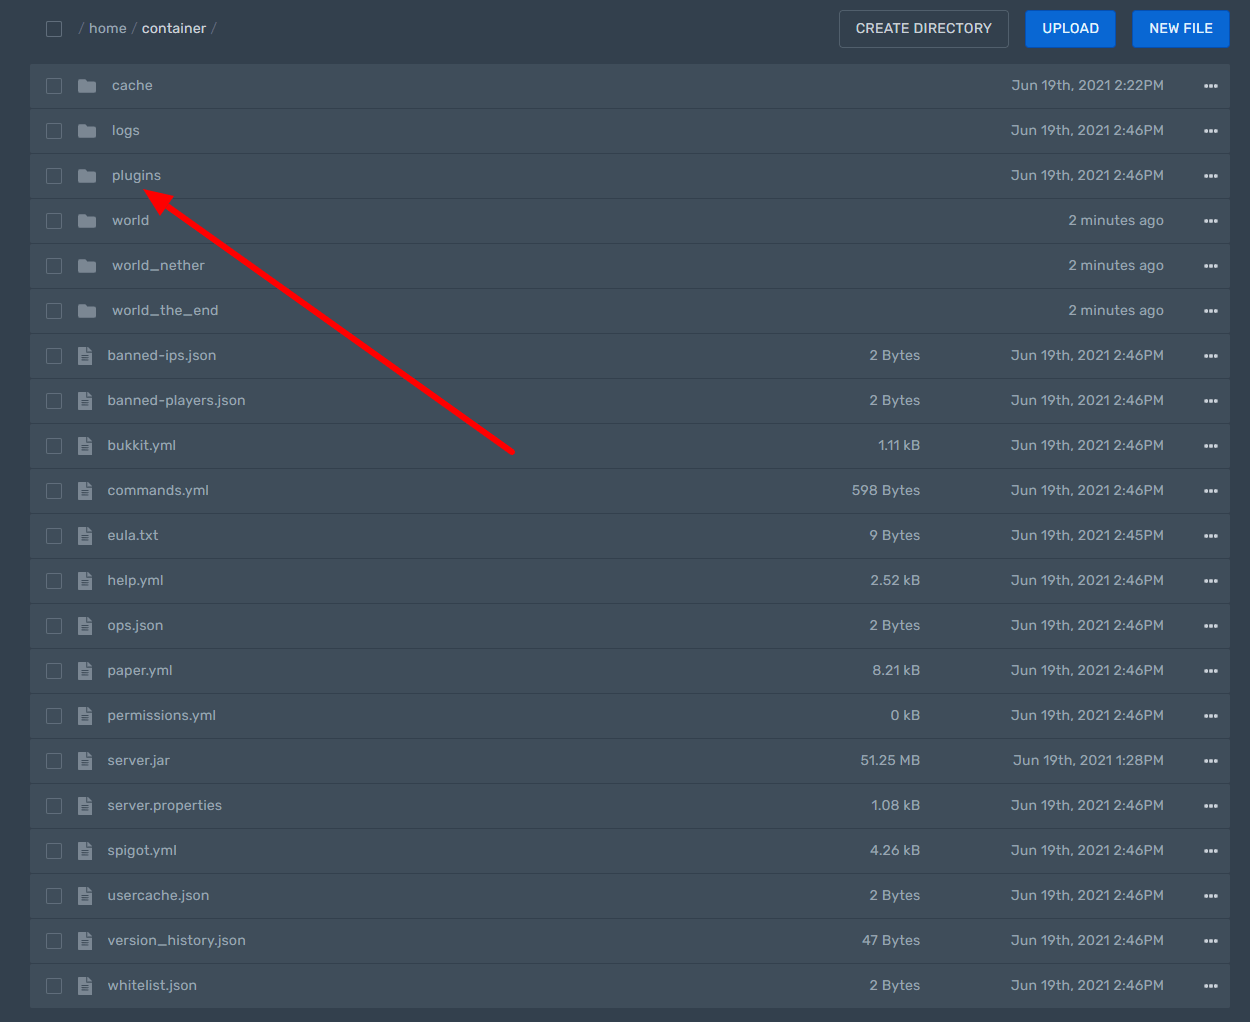 / home / container / CREATE DIRECTORY UPLOAD NEW FILE
cache Jun 19th, 2021 2:22PM
logs Jun 19th, 2021 2:46PM
plugins Jun 19th, 2021 2:46PM
world 2 minutes ago
world_nether 2 minutes ago
world_the_end 2 minutes ago
banned-ips.json 2 Bytes Jun 19th, 2021 2:46PM
banned-players.json 2 Bytes Jun 19th, 2021 2:46PM
bukkit.yml 1.11 kB Jun 19th, 2021 2:46PM
commands.yml 598 Bytes Jun 19th, 2021 2:46PM
eula.txt 9 Bytes Jun 19th, 2021 2:45PM
help.yml 2.52 kB Jun 19th, 2021 2:46PM
ops.json 2 Bytes Jun 19th, 2021 2:46PM
paper.yml 8.21 kB Jun 19th, 2021 2:46PM
permissions.yml 0 kB Jun 19th, 2021 2:46PM
server.jar 51.25 MB Jun 19th, 2021 1:28PM
server.properties 1.08 kB Jun 19th, 2021 2:46PM
spigot.yml 4.26 kB Jun 19th, 2021 2:46PM
usercache.json 2 Bytes Jun 19th, 2021 2:46PM
version_history.json 47 Bytes Jun 19th, 2021 2:46PM
whitelist.json 2 Bytes Jun 19th, 2021 2:46PM